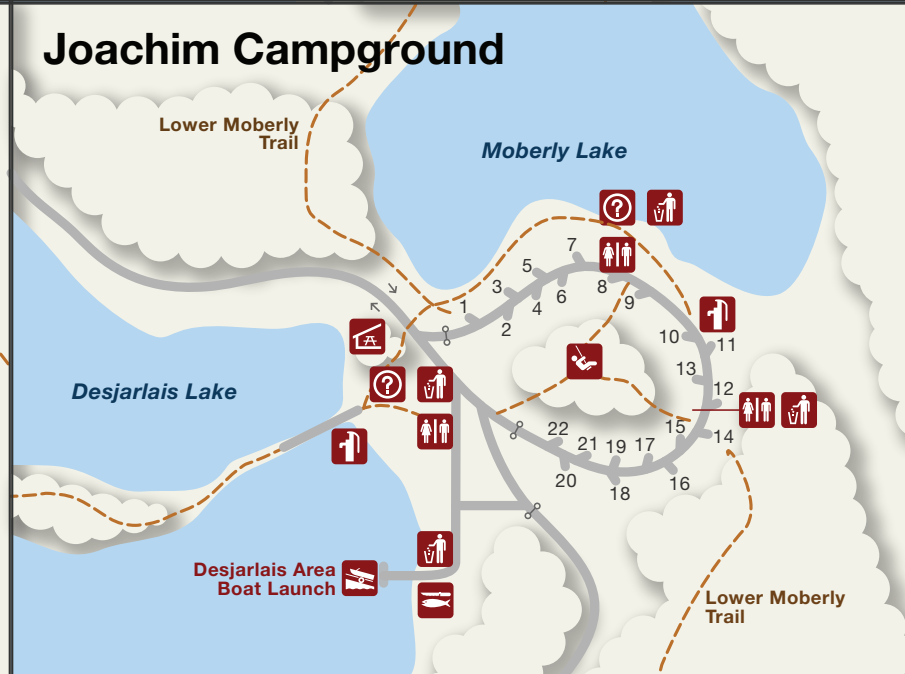 Joachim Campground
Lower Moberly
Trail
Moberly Lake
?
7
5
3
1
2
4
6
8
9
10
11
13
12
Desjarlais Lake
?
22
21
19
17
15
14
20
18
16
Desjarlais Area
Boat Launch
Lower Moberly
Trail